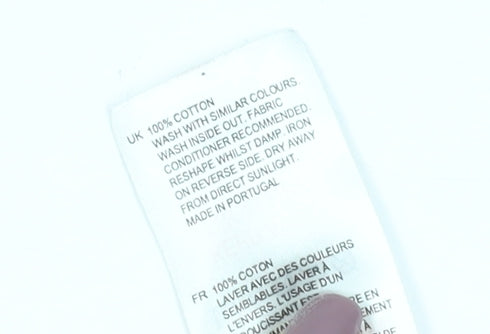 UK 100% COTTON
WASH WITH SIMILAR COLOURS.
WASH INSIDE OUT. FABRIC
CONDITIONER RECOMMENDED.
RESHAPE WHILST DAMP. IRON
ON REVERSE SIDE. DRY AWAY
FROM DIRECT SUNLIGHT.
MADE IN PORTUGAL
FR 100% COTON
LAVER AVEC DES COULEURS
SEMBLABLES. LAVER À
L'ENVERS. L'USAGE D'UN